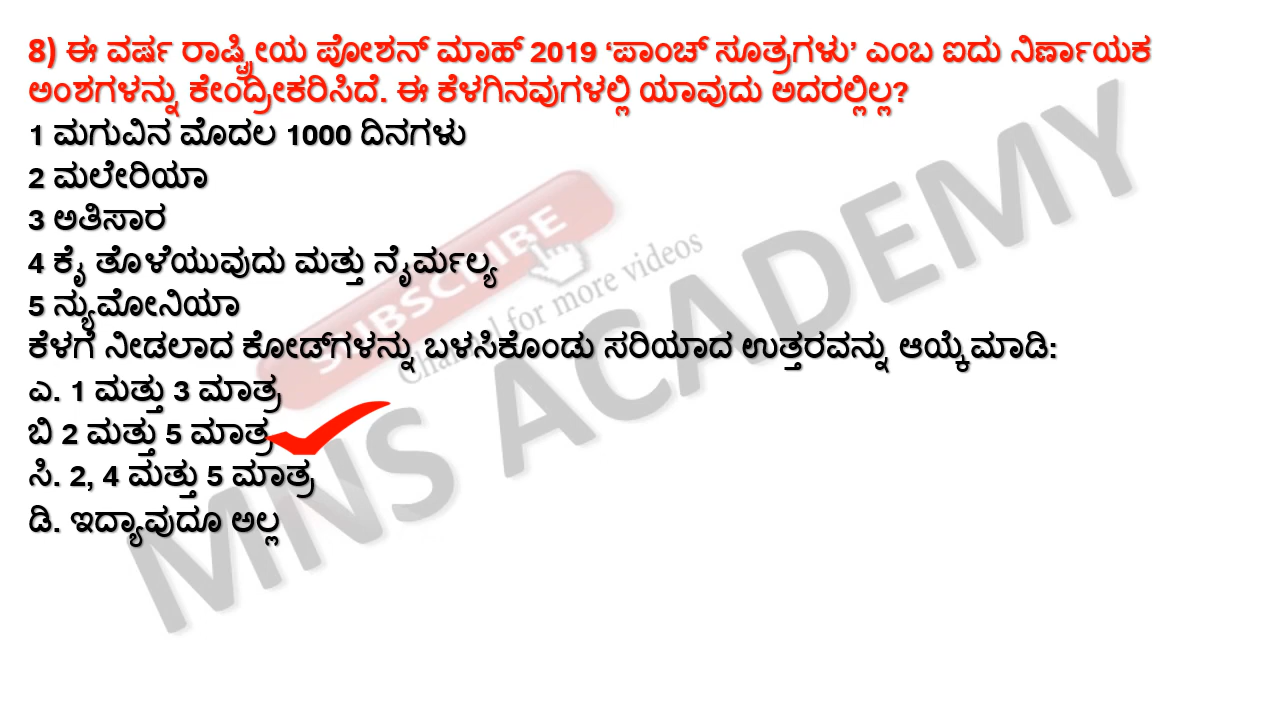 8) ಈ ವರ್ಷ ರಾಷ್ಟ್ರೀಯ ಪೋಶನ್ ಮಾಹ್ 2019 ‘ಪಾಂಚ್ ಸೂತ್ರಗಳು’ ಎಂಬ ಐದು ನಿರ್ಣಾಯಕ
ಅಂಶಗಳನ್ನು ಕೇಂದ್ರೀಕರಿಸಿದೆ. ಈ ಕೆಳಗಿನವುಗಳಲ್ಲಿ ಯಾವುದು ಅದರಲ್ಲಿಲ್ಲ?
1 ಮಗುವಿನ ಮೊದಲ 1000 ದಿನಗಳು
2 ಮಲೇರಿಯಾ
3 ಅತಿಸಾರ
4 ಕೈ ತೊಳೆಯುವುದು ಮತ್ತು ನೈರ್ಮಲ್ಯ
5 ನ್ಯುಮೋನಿಯಾ
ಕೆಳಗೆ ನೀಡಲಾದ ಕೋಡ್‌ಗಳನ್ನು ಬಳಸಿಕೊಂಡು ಸರಿಯಾದ ಉತ್ತರವನ್ನು ಆಯ್ಕೆಮಾಡಿ:
ಎ. 1 ಮತ್ತು 3 ಮಾತ್ರ
ಬಿ 2 ಮತ್ತು 5 ಮಾತ್ರ
ಸಿ. 2, 4 ಮತ್ತು 5 ಮಾತ್ರ
ಡಿ. ಇದ್ಯಾವುದೂ ಅಲ್ಲ
SUBSCRIBE
Channel for more videos
MNS ACADEMY